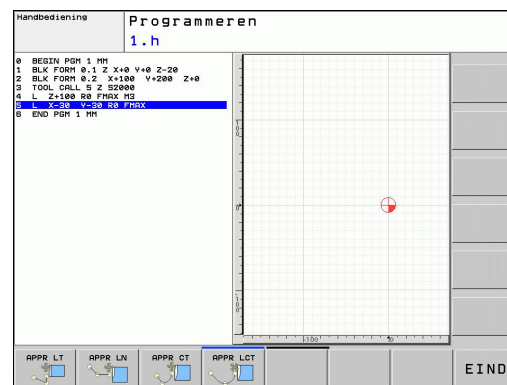 Handbediening
Programmeren
1.h
0 BEGIN PGM 1 MM
1 BLK FORM 0.1 Z X+0 Y+0 Z-20
2 BLK FORM 0.2 X+100 Y+200 Z+0
3 TOOL CALL 5 Z S2000
4 L Z+100 R0 FMAX M3
5 L X-30 Y-30 R0 FMAX
6 END PGM 1 MM
-100
APPR LT
APPR LN
APPR CT
APPR LCT
EIND